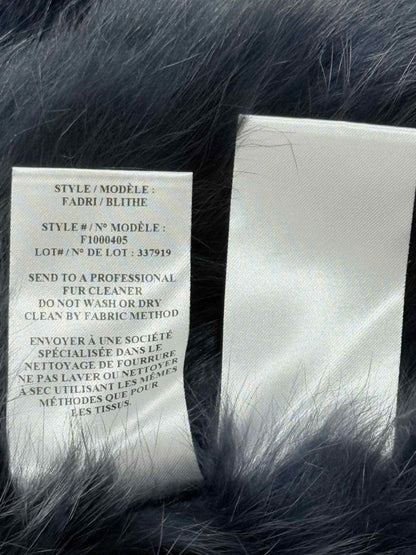 STYLE / MODÈLE :
FADRI / BLITHE
STYLE # / N° MODÈLE :
F1000405
LOT# / N° DE LOT : 337919
SEND TO A PROFESSIONAL
FUR CLEANER
DO NOT WASH OR DRY
CLEAN BY FABRIC METHOD
ENVOYER À UNE SOCIÉTÉ
SPÉCIALISÉE DANS LE
NETTOYAGE DE FOURRURE
NE PAS LAVER OU NETTOYER
À SEC UTILISANT LES MÊMES
MÉTHODES QUE POUR
LES TISSUS.